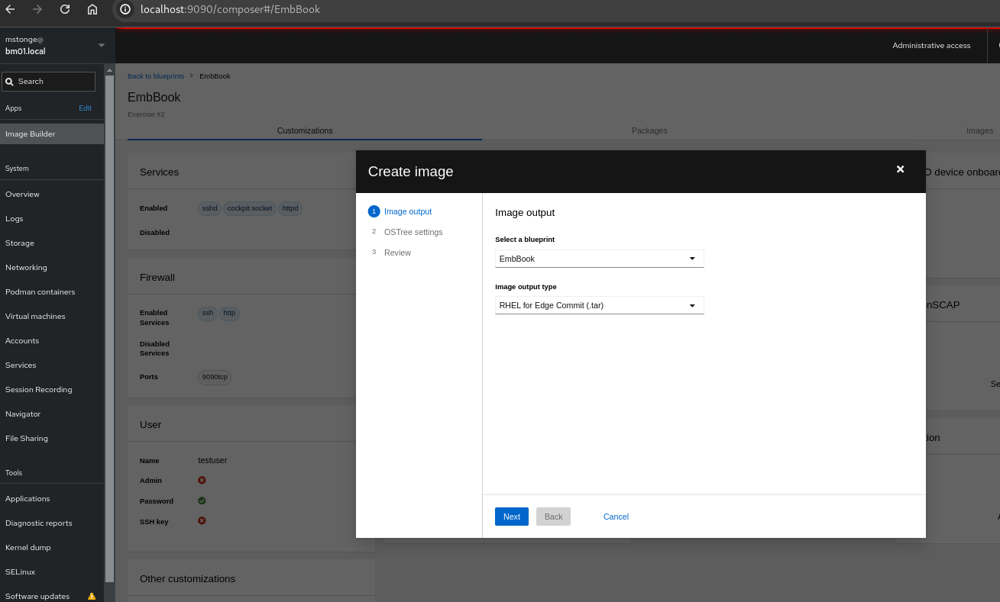 localhost:9090/composer#/EmbBook
mstonge@
bm01.local
Administrative access
Search
Apps
Edit
Image Builder
System
Overview
Logs
Storage
Networking
Podman containers
Virtual machines
Accounts
Services
Session Recording
Navigator
File Sharing
Tools
Applications
Diagnostic reports
Kernel dump
SELinux
Software updates
Back to blueprints > EmbBook
EmbBook
Exercise #2
Customizations
Packages
Images
Services
Enabled sshd cockpit.socket httpd
Disabled
Firewall
Enabled
Services
ssh http
Disabled
Services
Ports 9090tcp
User
Name testuser
Admin
Password
SSH key
Other customizations
O device onboar
nSCAP
Se
tion
Create image
1 Image output
2 OSTree settings
3 Review
Image output
Select a blueprint
EmbBook
Image output type
RHEL for Edge Commit (.tar)
Next Back Cancel